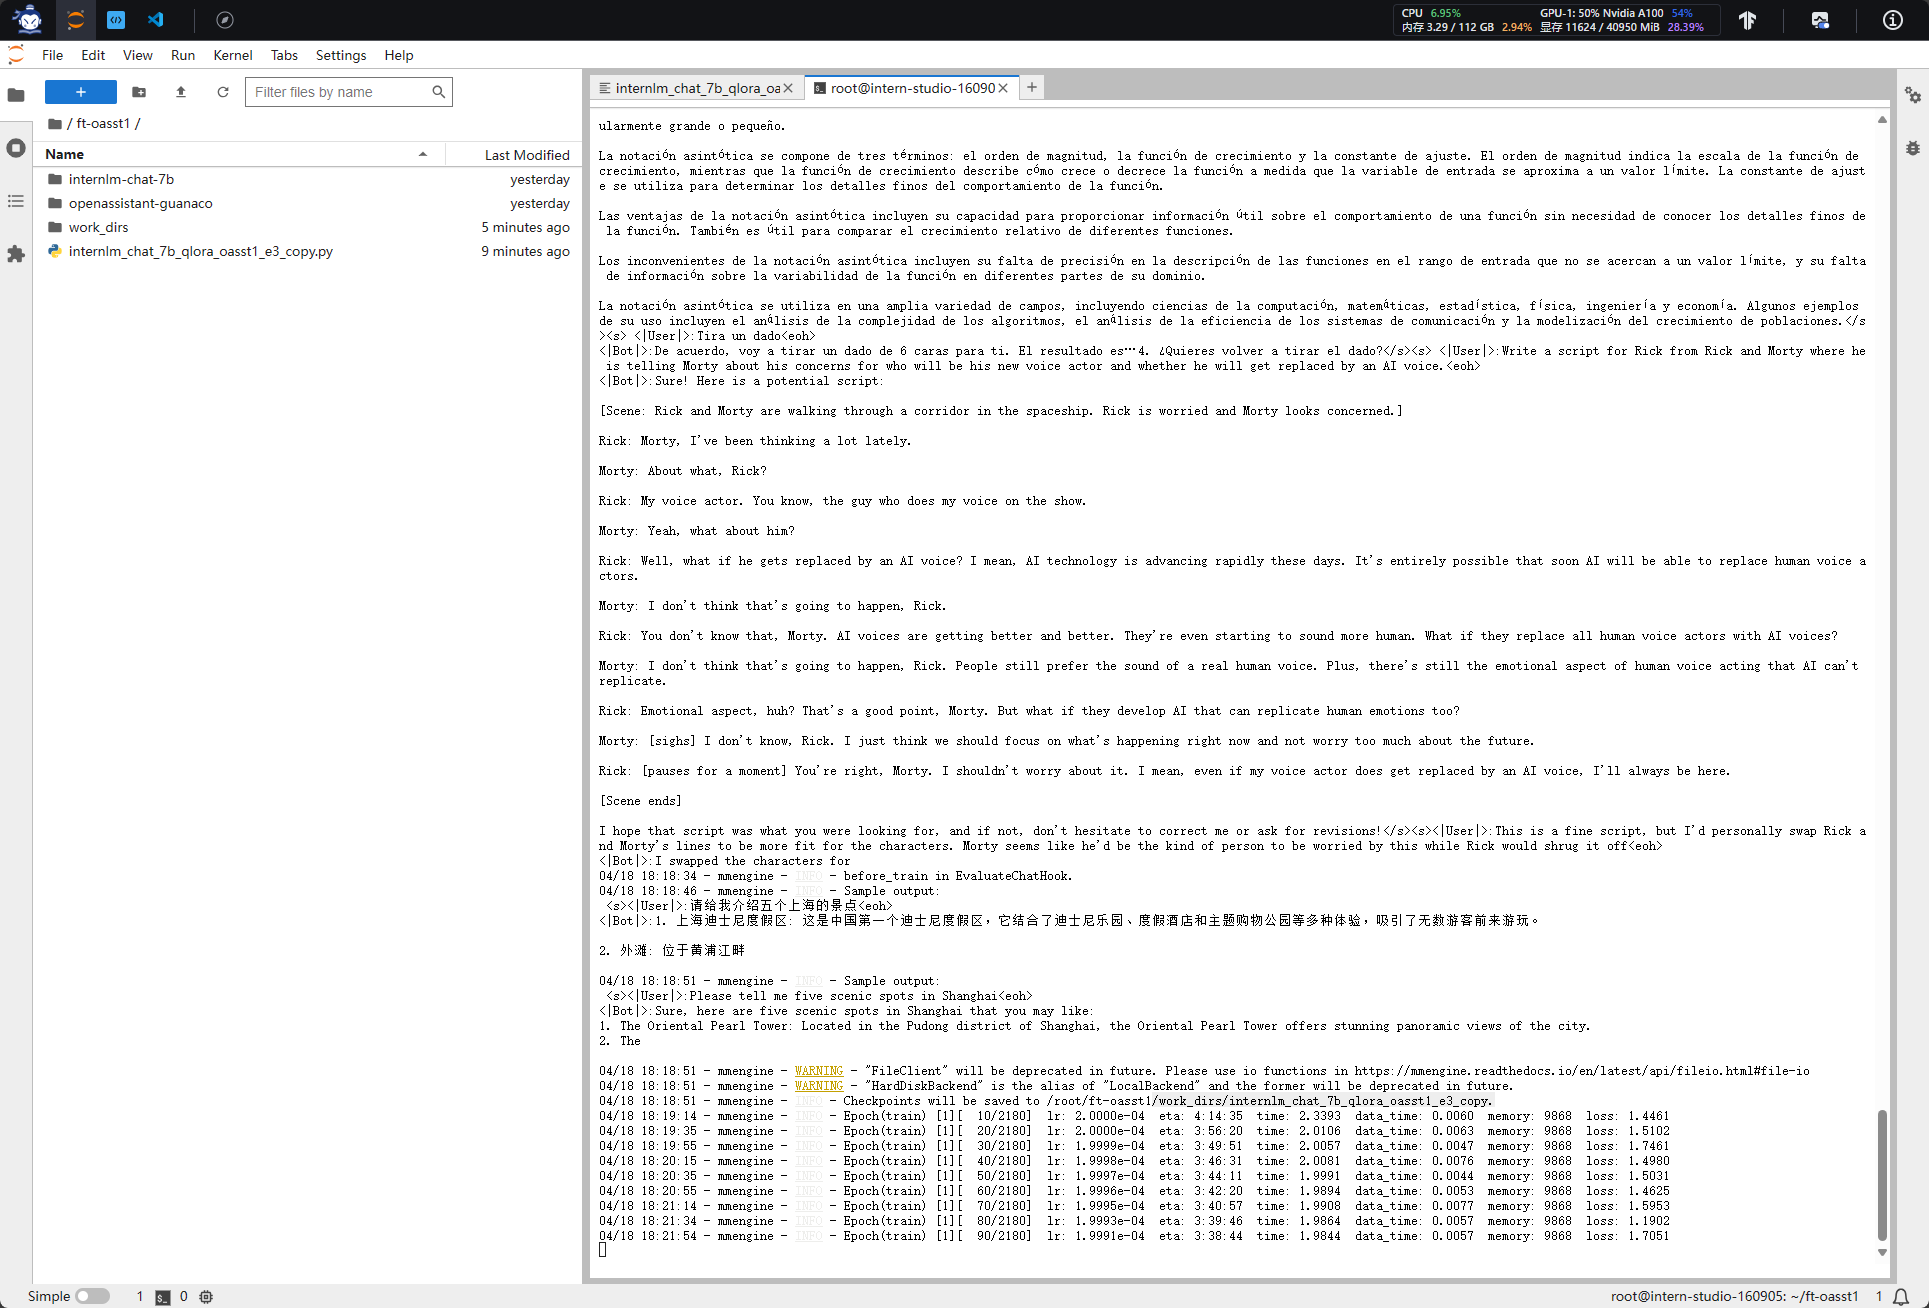 CPU 6.95% GPU-1: 50% Nvidia A100 54%
内存 3.29 / 112 GB 2.94% 显存 11624 / 40950 MiB 28.39%
File Edit View Run Kernel Tabs Settings Help
+
Filter files by name
/ ft-oasst1 /
Name Last Modified
internlm-chat-7b yesterday
openassistant-guanaco yesterday
work_dirs 5 minutes ago
internlm_chat_7b_qlora_oasst1_e3_copy.py 9 minutes ago
internlm_chat_7b_qlora_oa root@intern-studio-16090
ularmente grande o pequeño.
La notación asintótica se compone de tres términos: el orden de magnitud, la función de crecimiento y la constante de ajuste. El orden de magnitud indica la escala de la función de
crecimiento, mientras que la función de crecimiento describe cómo crece o decrece la función a medida que la variable de entrada se aproxima a un valor límite. La constante de ajust
e se utiliza para determinar los detalles finos del comportamiento de la función.
Las ventajas de la notación asintótica incluyen su capacidad para proporcionar información útil sobre el comportamiento de una función sin necesidad de conocer los detalles finos de
la función. También es útil para comparar el crecimiento relativo de diferentes funciones.
Los inconvenientes de la notación asintótica incluyen su falta de precisión en la descripción de las funciones en el rango de entrada que no se acercan a un valor límite, y su falta
de información sobre la variabilidad de la función en diferentes partes de su dominio.
La notación asintótica se utiliza en una amplia variedad de campos, incluyendo ciencias de la computación, matemáticas, estadística, física, ingeniería y economía. Algunos ejemplos
de su uso incluyen el análisis de la complejidad de los algoritmos, el análisis de la eficiencia de los sistemas de comunicación y la modelización del crecimiento de poblaciones.</s
><s> <|User|>:Tira un dado<eoh>
<|Bot|>:De acuerdo, voy a tirar un dado de 6 caras para ti. El resultado es…4. ¿Quieres volver a tirar el dado?</s><s> <|User|>:Write a script for Rick from Rick and Morty where he
is telling Morty about his concerns for who will be his new voice actor and whether he will get replaced by an AI voice.<eoh>
<|Bot|>:Sure! Here is a potential script:
[Scene: Rick and Morty are walking through a corridor in the spaceship. Rick is worried and Morty looks concerned.]
Rick: Morty, I've been thinking a lot lately.
Morty: About what, Rick?
Rick: My voice actor. You know, the guy who does my voice on the show.
Morty: Yeah, what about him?
Rick: Well, what if he gets replaced by an AI voice? I mean, AI technology is advancing rapidly these days. It's entirely possible that soon AI will be able to replace human voice a
ctors.
Morty: I don't think that's going to happen, Rick.
Rick: You don't know that, Morty. AI voices are getting better and better. They're even starting to sound more human. What if they replace all human voice actors with AI voices?
Morty: I don't think that's going to happen, Rick. People still prefer the sound of a real human voice. Plus, there's still the emotional aspect of human voice acting that AI can't
replicate.
Rick: Emotional aspect, huh? That's a good point, Morty. But what if they develop AI that can replicate human emotions too?
Morty: [sighs] I don't know, Rick. I just think we should focus on what's happening right now and not worry too much about the future.
Rick: [pauses for a moment] You're right, Morty. I shouldn't worry about it. I mean, even if my voice actor does get replaced by an AI voice, I'll always be here.
[Scene ends]
I hope that script was what you were looking for, and if not, don't hesitate to correct me or ask for revisions!</s><s><|User|>:This is a fine script, but I'd personally swap Rick a
nd Morty's lines to be more fit for the characters. Morty seems like he'd be the kind of person to be worried by this while Rick would shrug it off<eoh>
<|Bot|>:I swapped the characters for
04/18 18:18:34 - mmengine - INFO - before_train in EvaluateChatHook.
04/18 18:18:46 - mmengine - INFO - Sample output:
<s><|User|>:请给我介绍五个上海的景点<eoh>
<|Bot|>:1. 上海迪士尼度假区: 这是中国第一个迪士尼度假区，它结合了迪士尼乐园、度假酒店和主题购物公园等多种体验，吸引了无数游客前来游玩。
2. 外滩: 位于黄浦江畔
04/18 18:18:51 - mmengine - INFO - Sample output:
<s><|User|>:Please tell me five scenic spots in Shanghai<eoh>
<|Bot|>:Sure, here are five scenic spots in Shanghai that you may like:
1. The Oriental Pearl Tower: Located in the Pudong district of Shanghai, the Oriental Pearl Tower offers stunning panoramic views of the city.
2. The
04/18 18:18:51 - mmengine - WARNING - "FileClient" will be deprecated in future. Please use io functions in https://mmengine.readthedocs.io/en/latest/api/fileio.html#file-io
04/18 18:18:51 - mmengine - WARNING - "HardDiskBackend" is the alias of "LocalBackend" and the former will be deprecated in future.
04/18 18:18:51 - mmengine - INFO - Checkpoints will be saved to /root/ft-oasst1/work_dirs/internlm_chat_7b_qlora_oasst1_e3_copy.
04/18 18:19:14 - mmengine - INFO - Epoch(train) [1][ 10/2180] lr: 2.0000e-04 eta: 4:14:35 time: 2.3393 data_time: 0.0060 memory: 9868 loss: 1.4461
04/18 18:19:35 - mmengine - INFO - Epoch(train) [1][ 20/2180] lr: 2.0000e-04 eta: 3:56:20 time: 2.0106 data_time: 0.0063 memory: 9868 loss: 1.5102
04/18 18:19:55 - mmengine - INFO - Epoch(train) [1][ 30/2180] lr: 1.9999e-04 eta: 3:49:51 time: 2.0057 data_time: 0.0047 memory: 9868 loss: 1.7461
04/18 18:20:15 - mmengine - INFO - Epoch(train) [1][ 40/2180] lr: 1.9998e-04 eta: 3:46:31 time: 2.0081 data_time: 0.0076 memory: 9868 loss: 1.4980
04/18 18:20:35 - mmengine - INFO - Epoch(train) [1][ 50/2180] lr: 1.9997e-04 eta: 3:44:11 time: 1.9991 data_time: 0.0044 memory: 9868 loss: 1.5031
04/18 18:20:55 - mmengine - INFO - Epoch(train) [1][ 60/2180] lr: 1.9996e-04 eta: 3:42:20 time: 1.9894 data_time: 0.0053 memory: 9868 loss: 1.4625
04/18 18:21:14 - mmengine - INFO - Epoch(train) [1][ 70/2180] lr: 1.9995e-04 eta: 3:40:57 time: 1.9908 data_time: 0.0077 memory: 9868 loss: 1.5953
04/18 18:21:34 - mmengine - INFO - Epoch(train) [1][ 80/2180] lr: 1.9993e-04 eta: 3:39:46 time: 1.9864 data_time: 0.0057 memory: 9868 loss: 1.1902
04/18 18:21:54 - mmengine - INFO - Epoch(train) [1][ 90/2180] lr: 1.9991e-04 eta: 3:38:44 time: 1.9844 data_time: 0.0057 memory: 9868 loss: 1.7051
Simple 1 0 root@intern-studio-160905: ~/ft-oasst1 1